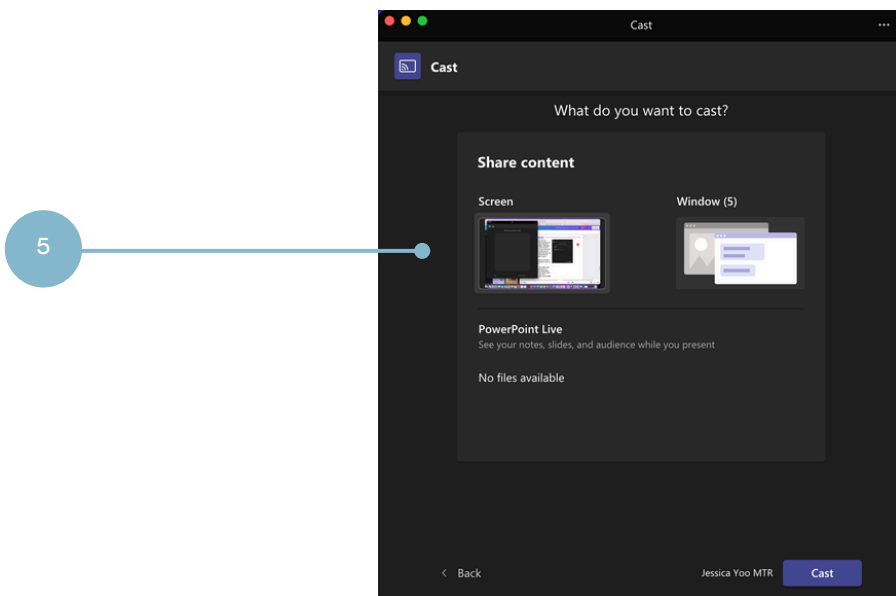 5
Cast
Cast
What do you want to cast?
Share content
Screen
Window (5)
PowerPoint Live
See your notes, slides, and audience while you present
No files available
< Back
Jessica Yoo MTR
Cast